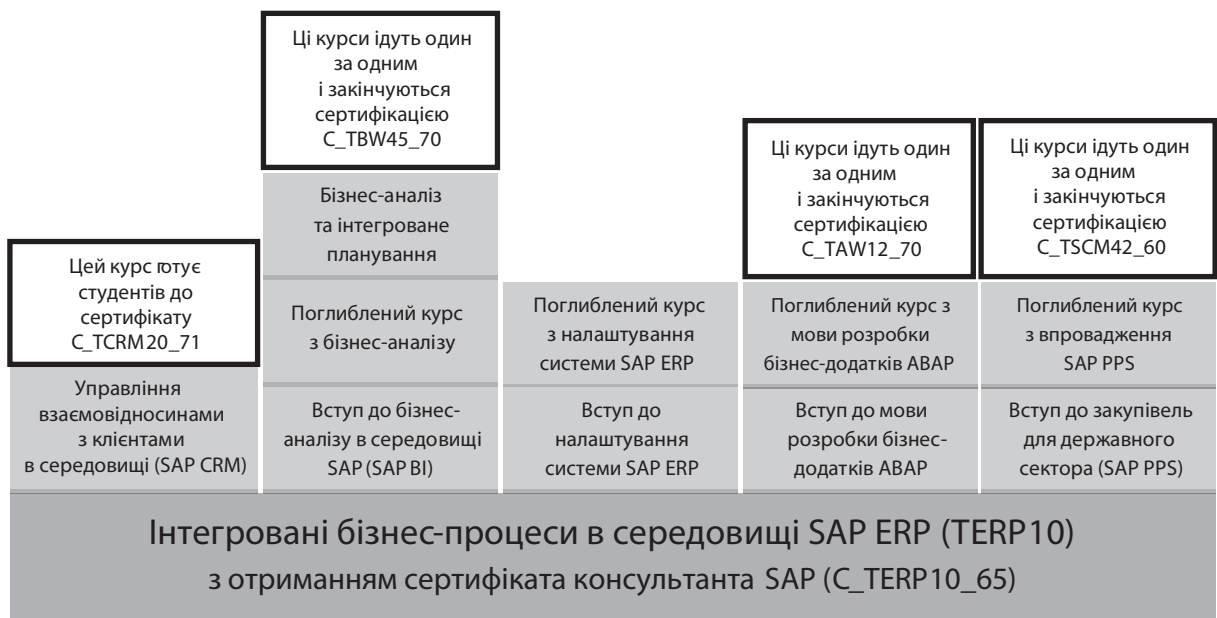 Ці курси ідуть один
за одним
і закінчуються
сертифікацією
C_TBW45_70
Бізнес-аналіз
та інтегроване
планування
Поглиблений курс
з бізнес-аналізу
Вступ до бізнес-
аналізу в середовищі
SAP (SAP BI)
Цей курс готує
студентів до
сертифікату
C_TCRM20_71
Управління
взаємовідносинами
з клієнтами
в середовищі (SAP CRM)
Поглиблений курс
з налаштування
системи SAP ERP
Вступ до
налаштування
системи SAP ERP
Ці курси ідуть один
за одним
і закінчуються
сертифікацією
C_TAW12_70
Поглиблений курс з
мови розробки
бізнес-додатків ABAP
Вступ до мови
розробки бізнес-
додатків ABAP
Ці курси ідуть один
за одним
і закінчуються
сертифікацією
C_TSCM42_60
Поглиблений курс
з впровадження
SAP PPS
Вступ до закупівель
для державного
сектора (SAP PPS)
Інтегровані бізнес-процеси в середовищі SAP ERP (TERP10)
з отриманням сертифіката консультанта SAP (C_TERP10_65)